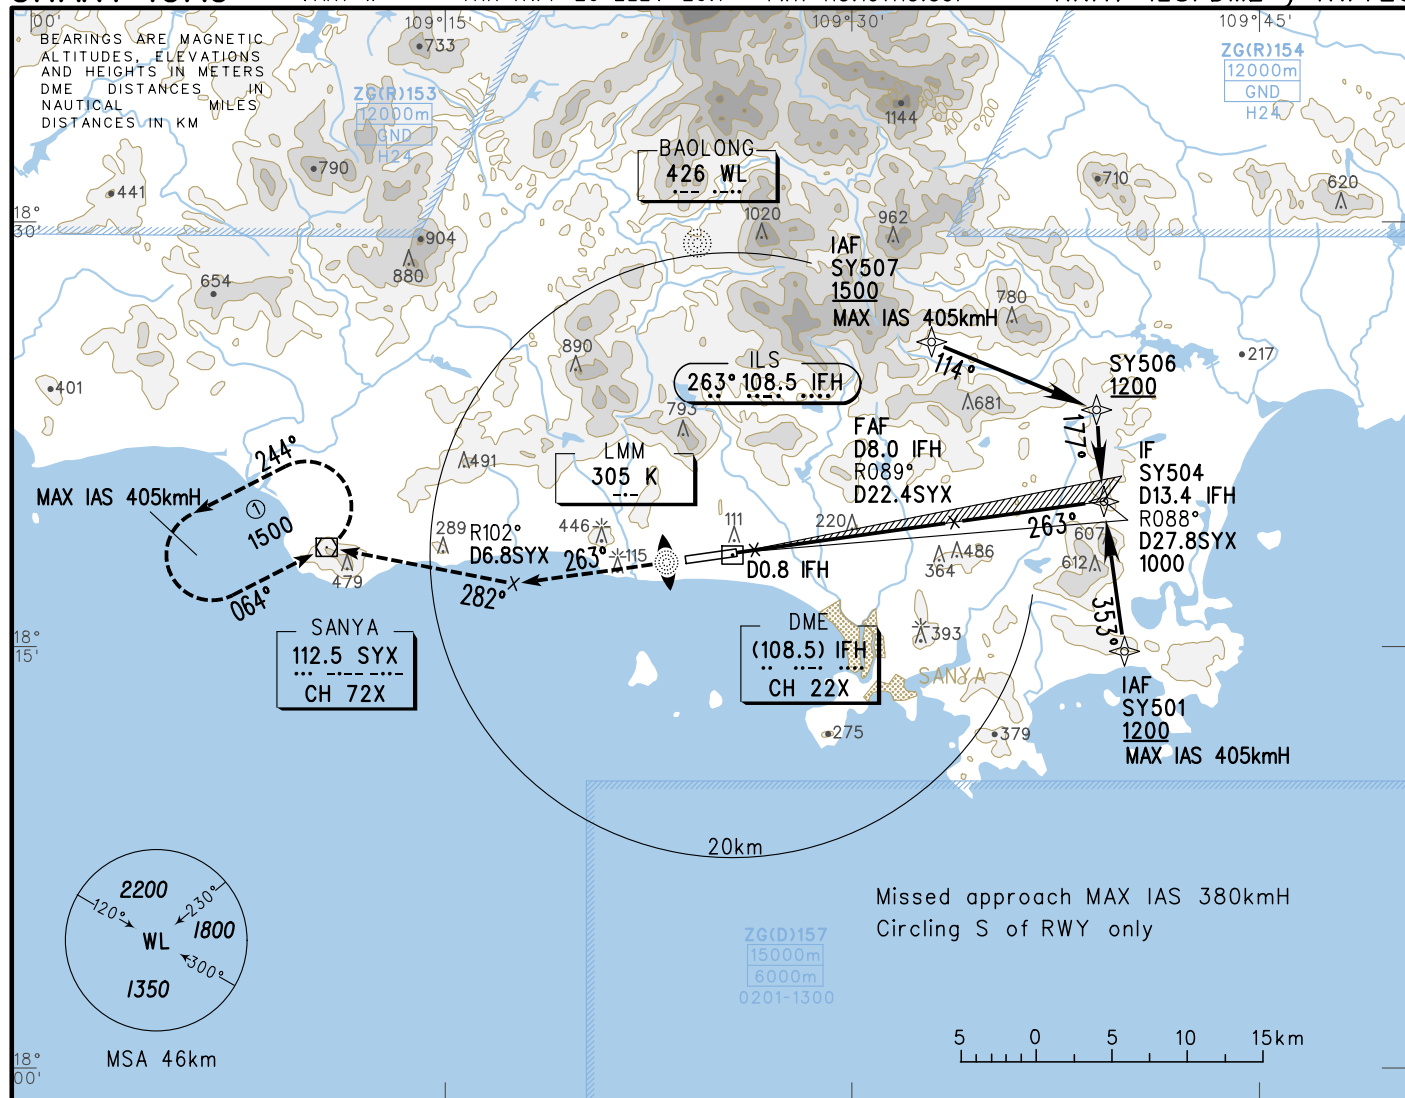 109°00'
109°15'
109°30'
109°45'
BEARINGS ARE MAGNETIC
ALTITUDES, ELEVATIONS
AND HEIGHTS IN METERS
DME DISTANCES IN
NAUTICAL MILES
DISTANCES IN KM
733
ZG(R)153
12000m
GND
H24
ZG(R)154
12000m
GND
H24
1144
400
200
BAOLONG
426 WL
790
441
710
620
18°
30'
904
880
1020
962
654
IAF
SY507
1500
MAX IAS 405kmH
780
890
217
401
ILS
263° 108.5 IFH
114°
SY506
1200
681
793
177°
FAF
D8.0 IFH
R089°
D22.4SYX
IF
SY504
D13.4 IFH
R088°
D27.8SYX
1000
LMM
305 K
491
244°
MAX IAS 405kmH
1
1500
289
R102°
D6.8SYX
446
115
111
220
263°
263°
D0.8 IFH
607
486
364
612
479
064°
282°
353°
SANYA
112.5 SYX
CH 72X
DME
(108.5) IFH
CH 22X
393
SANYA
18°
15'
IAF
SY501
1200
MAX IAS 405kmH
275
379
20km
2200
120°
230°
WL
1800
300°
1350
MSA 46km
Missed approach MAX IAS 380kmH
Circling S of RWY only
ZG(D)157
15000m
6000m
0201-1300
5 0 5 10 15km
18°
00'